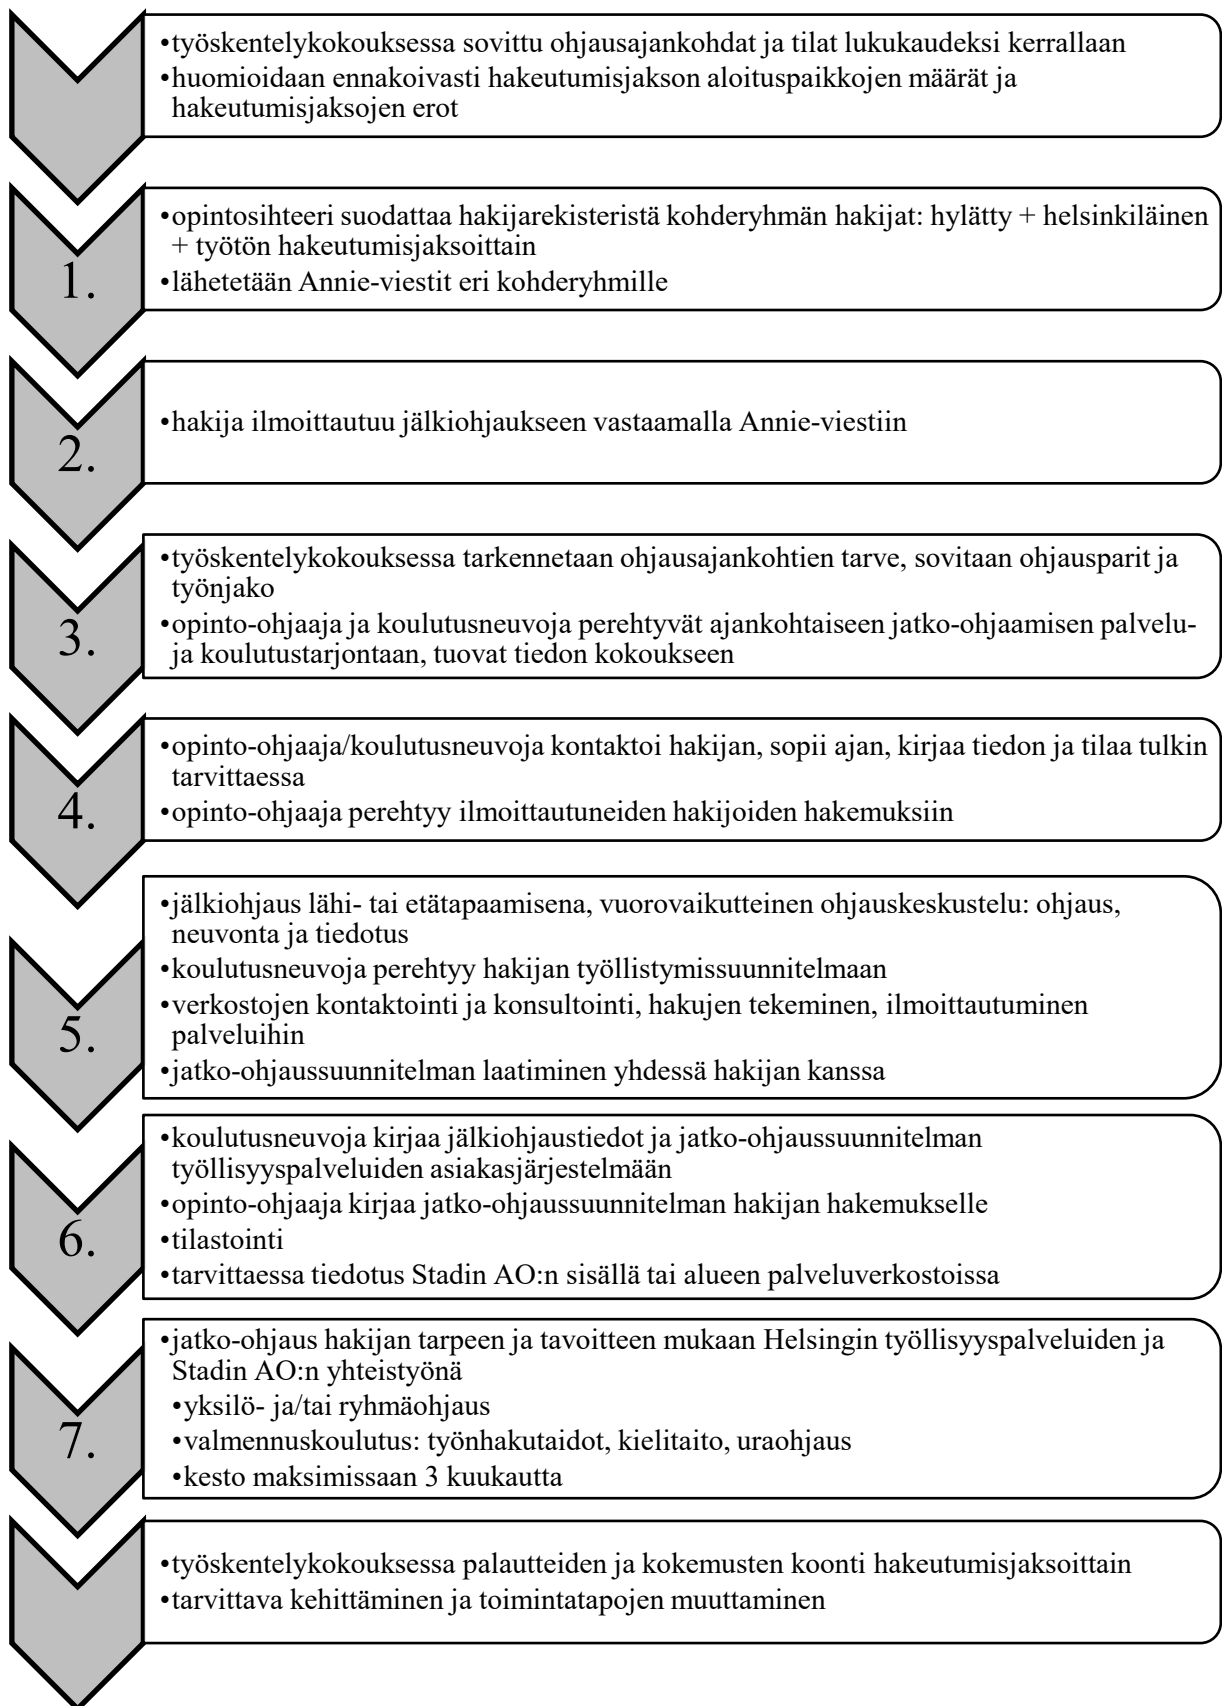 •työskentelykokouksessa sovittu ohjausajankohdat ja tilat lukukaudeksi kerrallaan
•huomioidaan ennakoivasti hakeutumisjakson aloituspaikkojen määrät ja
hakeutumisjaksojen erot
1.
•opintosihteeri suodattaa hakijarekisteristä kohderyhmän hakijat: hylätty + helsinkiläinen
+ työtön hakeutumisjaksoittain
•lähetetään Annie-viestit eri kohderyhmille
2.
•hakija ilmoittautuu jälkiohjaukseen vastaamalla Annie-viestiin
3.
•työskentelykokouksessa tarkennetaan ohjausajankohtien tarve, sovitaan ohjausparit ja
työnjako
•opinto-ohjaaja ja koulutusneuvoja perehtyvät ajankohtaiseen jatko-ohjaamisen palvelu-
ja koulutustarjontaan, tuovat tiedon kokoukseen
4.
•opinto-ohjaaja/koulutusneuvoja kontaktoi hakijan, sopii ajan, kirjaa tiedon ja tilaa tulkin
tarvittaessa
•opinto-ohjaaja perehtyy ilmoittautuneiden hakijoiden hakemuksiin
5.
•jälkiohjaus lähi- tai etätapaamisena, vuorovaikutteinen ohjauskeskustelu: ohjaus,
neuvonta ja tiedotus
•koulutusneuvoja perehtyy hakijan työllistymissuunnitelmaan
•verkostojen kontaktointi ja konsultointi, hakujen tekeminen, ilmoittautuminen
palveluihin
•jatko-ohjaussuunnitelman laatiminen yhdessä hakijan kanssa
6.
•koulutusneuvoja kirjaa jälkiohjaustiedot ja jatko-ohjaussuunnitelman
työllisyyspalveluiden asiakasjärjestelmään
•opinto-ohjaaja kirjaa jatko-ohjaussuunnitelman hakijan hakemukselle
•tilastointi
•tarvittaessa tiedotus Stadin AO:n sisällä tai alueen palveluverkostoissa
7.
•jatko-ohjaus hakijan tarpeen ja tavoitteen mukaan Helsingin työllisyyspalveluiden ja
Stadin AO:n yhteistyönä
•yksilö- ja/tai ryhmäohjaus
•valmennuskoulutus: työnhakutaidot, kielitaito, uraohjaus
•kesto maksimissaan 3 kuukautta
•työskentelykokouksessa palautteiden ja kokemusten koonti hakeutumisjaksoittain
•tarvittava kehittäminen ja toimintatapojen muuttaminen